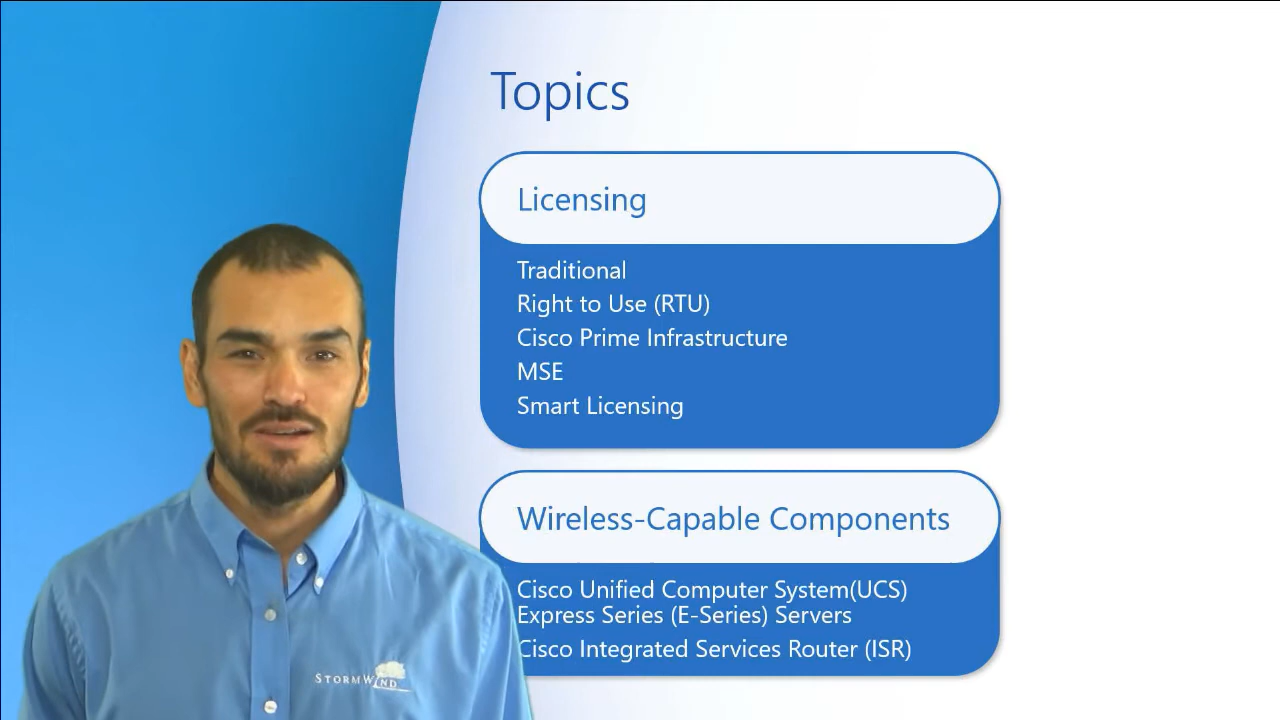 Topics
Licensing
Traditional
Right to Use (RTU)
Cisco Prime Infrastructure
MSE
Smart Licensing
Wireless-Capable Components
Cisco Unified Computer System(UCS)
Express Series (E-Series) Servers
Cisco Integrated Services Router (ISR)
STORMWIND